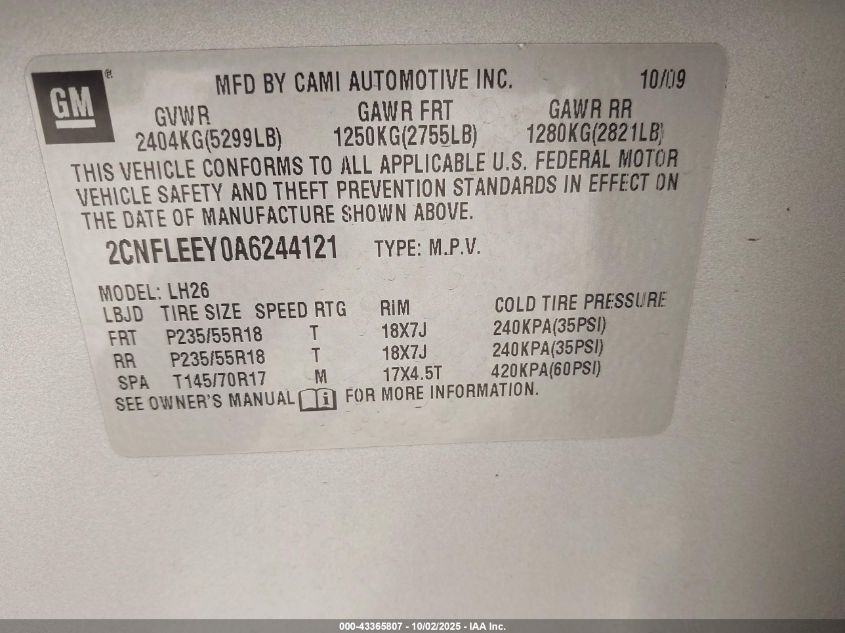 GM ®
MFD BY CAMI AUTOMOTIVE INC. 10/09
GVWR GAWR FRT GAWR RR
2404KG(5299LB) 1250KG(2755LB) 1280KG(2821LB)
THIS VEHICLE CONFORMS TO ALL APPLICABLE U.S. FEDERAL MOTOR
VEHICLE SAFETY AND THEFT PREVENTION STANDARDS IN EFFECT ON
THE DATE OF MANUFACTURE SHOWN ABOVE.
2CNFLEEY0A6244121 TYPE: M.P.V.
MODEL: LH26
LBJD TIRE SIZE SPEED RTG RIM COLD TIRE PRESSURE
FRT P235/55R18 T 18X7J 240KPA(35PSI)
RR P235/55R18 T 18X7J 240KPA(35PSI)
SPA T145/70R17 M 17X4.5T 420KPA(60PSI)
SEE OWNER'S MANUAL i FOR MORE INFORMATION.
000-43365807 - 10/02/2025 - IAA Inc.